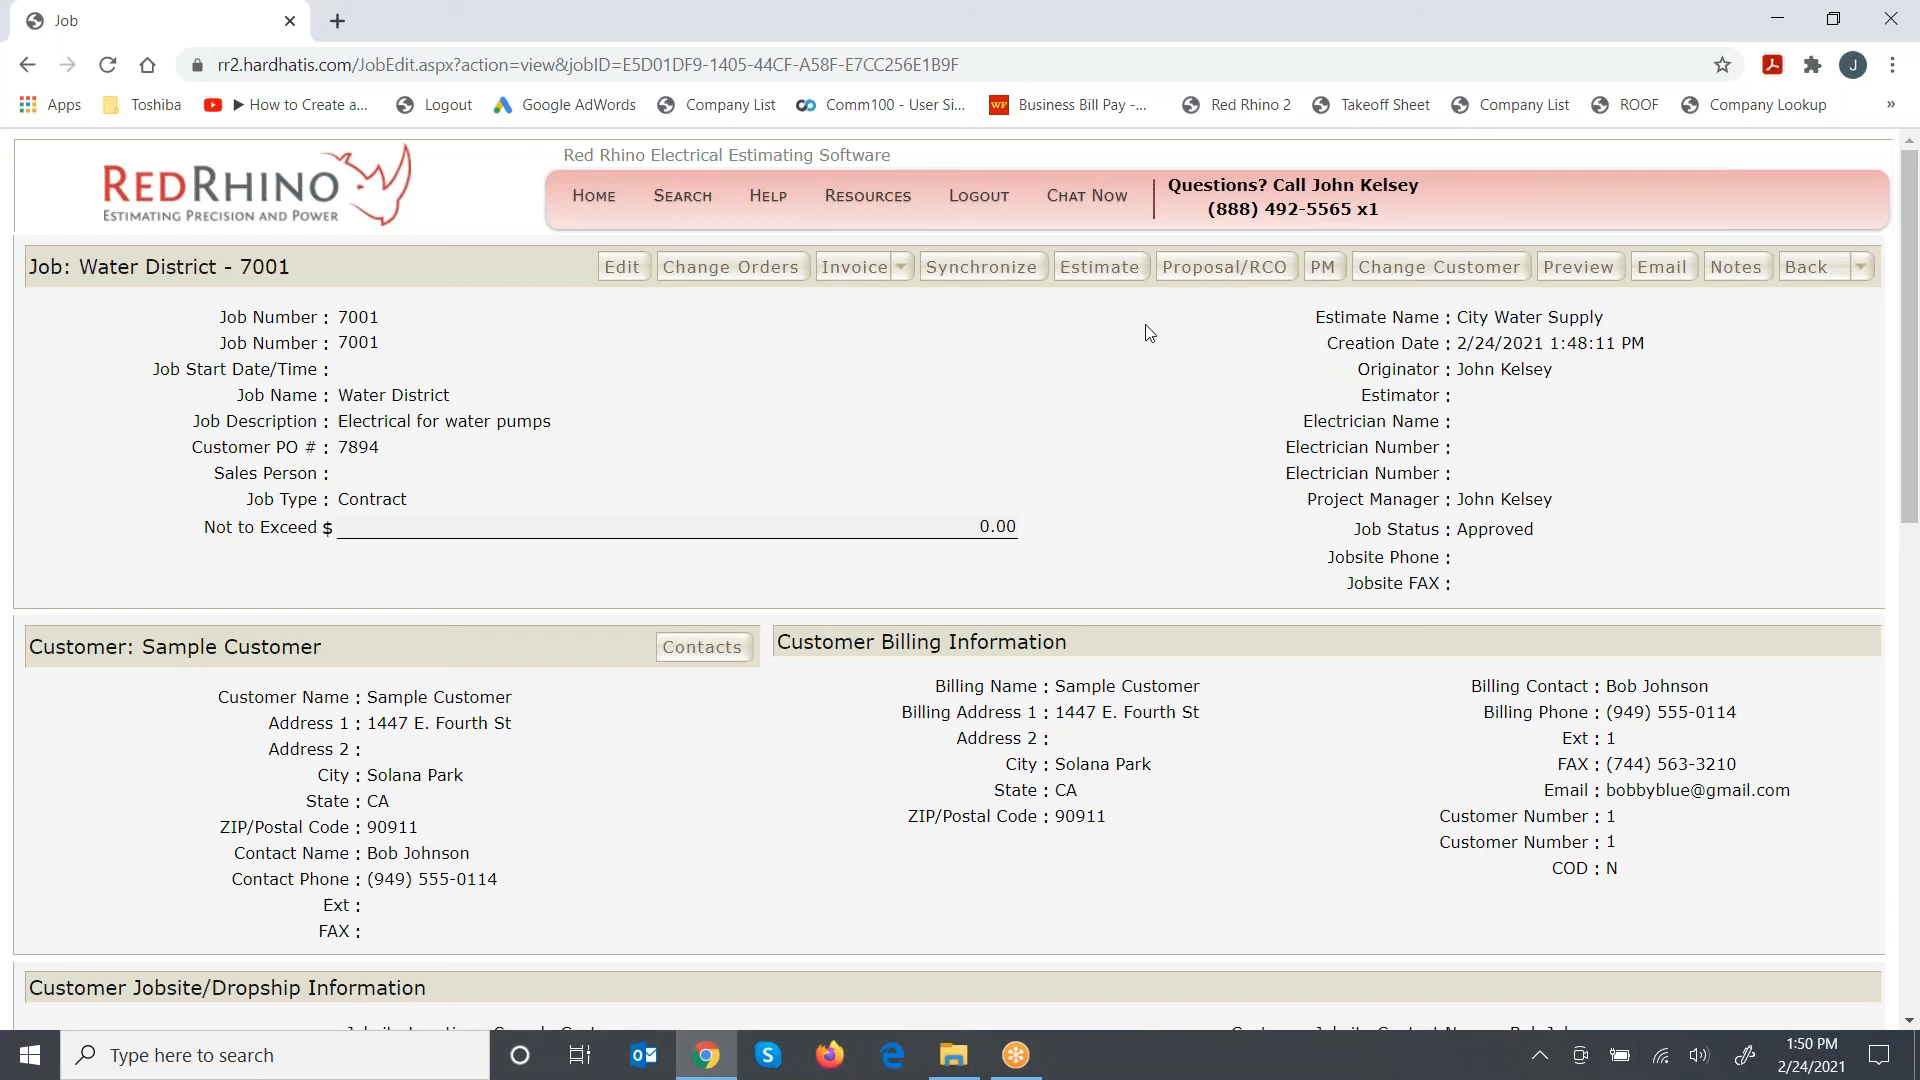 Job
rr2.hardhatis.com/JobEdit.aspx?action=view&jobID=E5D01DF9-1405-44CF-A58F-E7CC256E1B9F
J
Apps Toshiba ▶ How to Create a... Logout Google AdWords Company List Comm100 - User Si... WF Business Bill Pay -... Red Rhino 2 Takeoff Sheet Company List ROOF Company Lookup »
REDRHINO
ESTIMATING PRECISION AND POWER
Red Rhino Electrical Estimating Software
HOME SEARCH HELP RESOURCES LOGOUT CHAT NOW
Questions? Call John Kelsey
(888) 492-5565 x1
Job: Water District - 7001
Edit Change Orders Invoice Synchronize Estimate Proposal/RCO PM Change Customer Preview Email Notes Back
Job Number : 7001
Job Number : 7001
Job Start Date/Time :
Job Name : Water District
Job Description : Electrical for water pumps
Customer PO # : 7894
Sales Person :
Job Type : Contract
Not to Exceed $ 0.00
Estimate Name : City Water Supply
Creation Date : 2/24/2021 1:48:11 PM
Originator : John Kelsey
Estimator :
Electrician Name :
Electrician Number :
Electrician Number :
Project Manager : John Kelsey
Job Status : Approved
Jobsite Phone :
Jobsite FAX :
Customer: Sample Customer
Contacts
Customer Name : Sample Customer
Address 1 : 1447 E. Fourth St
Address 2 :
City : Solana Park
State : CA
ZIP/Postal Code : 90911
Contact Name : Bob Johnson
Contact Phone : (949) 555-0114
Ext :
FAX :
Customer Billing Information
Billing Name : Sample Customer
Billing Address 1 : 1447 E. Fourth St
Address 2 :
City : Solana Park
State : CA
ZIP/Postal Code : 90911
Billing Contact : Bob Johnson
Billing Phone : (949) 555-0114
Ext : 1
FAX : (744) 563-3210
Email : bobbyblue@gmail.com
Customer Number : 1
Customer Number : 1
COD : N
Customer Jobsite/Dropship Information
Type here to search
1:50 PM
2/24/2021